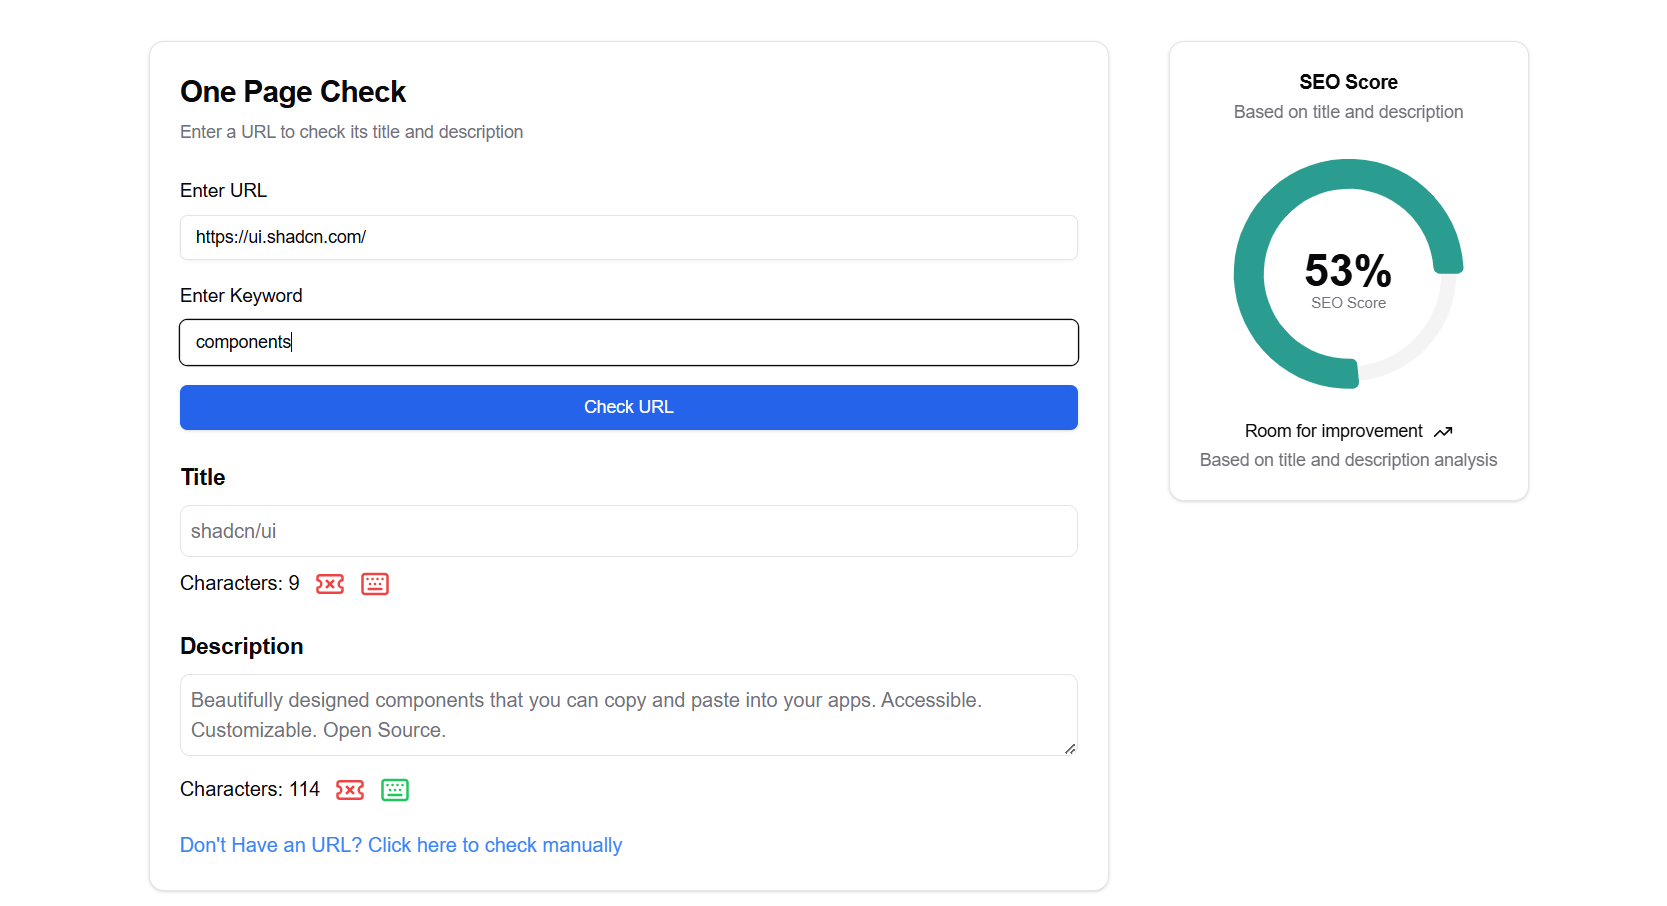 One Page Check
Enter a URL to check its title and description
Enter URL
https://ui.shadcn.com/
Enter Keyword
components
Check URL
Title
shadcn/ui
Characters: 9
Description
Beautifully designed components that you can copy and paste into your apps. Accessible.
Customizable. Open Source.
Characters: 114
Don't Have an URL? Click here to check manually
SEO Score
Based on title and description
53%
SEO Score
Room for improvement
Based on title and description analysis